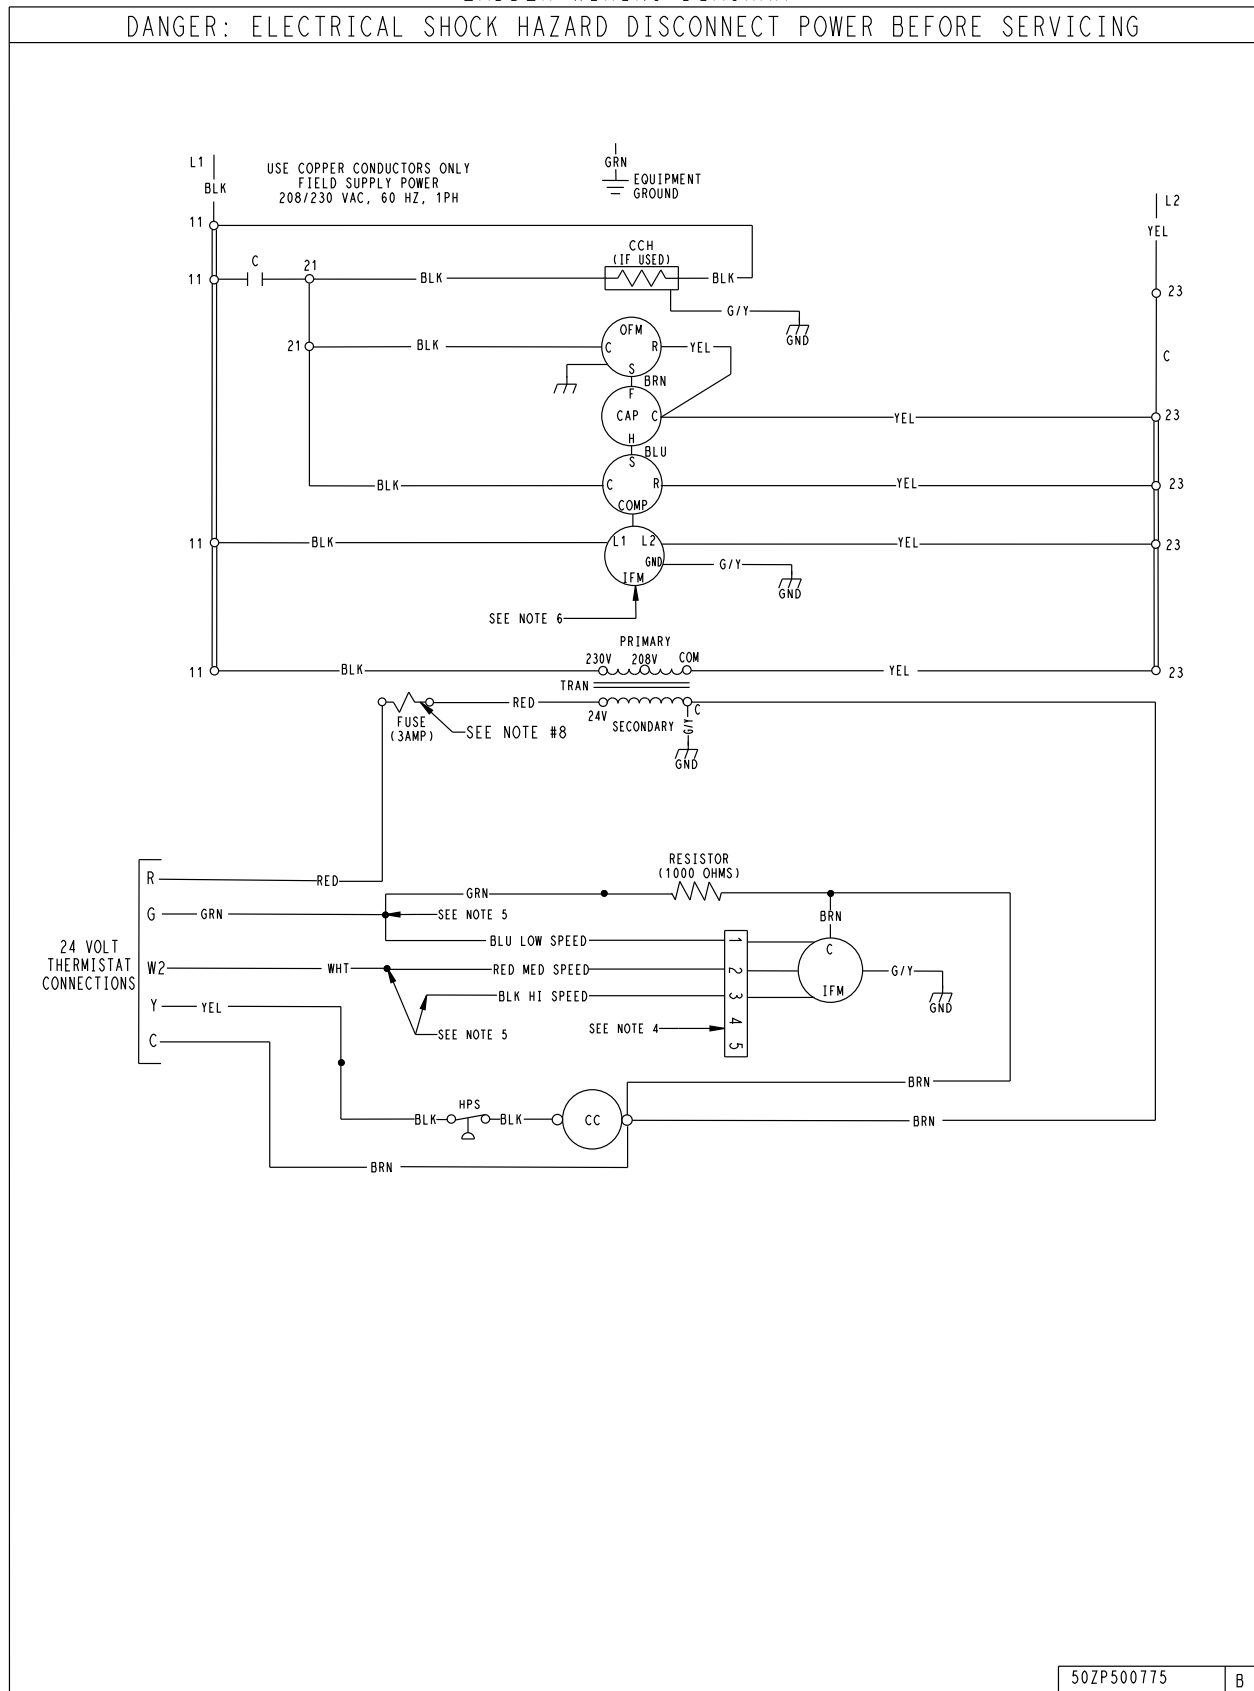 DANGER: ELECTRICAL SHOCK HAZARD DISCONNECT POWER BEFORE SERVICING
L1
BLK
USE COPPER CONDUCTORS ONLY
FIELD SUPPLY POWER
208/230 VAC, 60 HZ, 1PH
GRN
EQUIPMENT
GROUND
L2
YEL
11
CCH
(IF USED)
11
C
21
BLK
BLK
23
G/Y
GND
OFM
21
BLK
C
R
YEL
S
BRN
C
F
CAP
C
YEL
23
H
BLU
S
BLK
C
R
YEL
23
COMP
11
BLK
L1
L2
YEL
23
GND
G/Y
GND
IFM
SEE NOTE 6
PRIMARY
230V
208V
COM
11
BLK
YEL
23
TRAN
RED
24V
SECONDARY
C
G/Y
GND
FUSE
(3AMP)
SEE NOTE #8
RESISTOR
(1000 OHMS)
R
RED
GRN
G
GRN
SEE NOTE 5
BRN
24 VOLT
THERMISTAT
CONNECTIONS
BLU LOW SPEED
1
C
W2
WHT
RED MED SPEED
2
G/Y
GND
IFM
BLK HI SPEED
3
Y
YEL
SEE NOTE 4
4
C
SEE NOTE 5
5
BRN
HPS
BLK
BLK
CC
BRN
BRN
50ZP500775
B